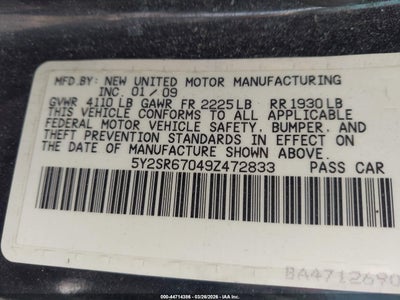 MFD.BY: NEW UNITED MOTOR MANUFACTURING
INC. 01/09
GVWR 4110 LB GAWR FR 2225 LB RR 1930 LB
THIS VEHICLE CONFORMS TO ALL APPLICABLE
FEDERAL MOTOR VEHICLE SAFETY, BUMPER, AND
THEFT PREVENTION STANDARDS IN EFFECT ON
THE DATE OF MANUFACTURE SHOWN ABOVE.
5Y2SR67049Z472833 PASS CAR
BA4712690
000-44714386 - 03/26/2026 - IAA Inc.